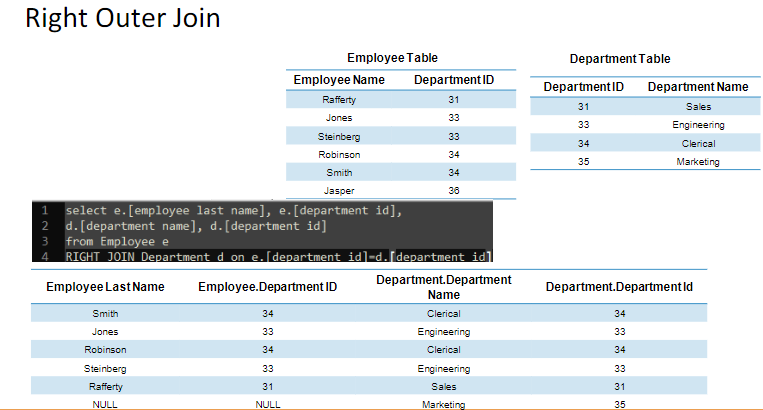 Right Outer Join
Employee Table
Employee Name Department ID
Rafferty 31
Jones 33
Steinberg 33
Robinson 34
Smith 34
Jasper 36
Department Table
Department ID Department Name
31 Sales
33 Engineering
34 Clerical
35 Marketing
1 select e.[employee last name], e.[department id],
2 d.[department name], d.[department id]
3 from Employee e
4 RIGHT JOIN Department d on e.[department id]=d.[department id]
Employee Last Name Employee.Department ID Department.Department Name Department.Department Id
Smith 34 Clerical 34
Jones 33 Engineering 33
Robinson 34 Clerical 34
Steinberg 33 Engineering 33
Rafferty 31 Sales 31
NULL NULL Marketing 35